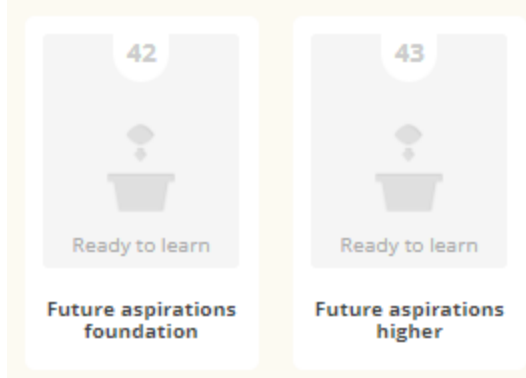 42
Ready to learn
Future aspirations
foundation
43
Ready to learn
Future aspirations
higher